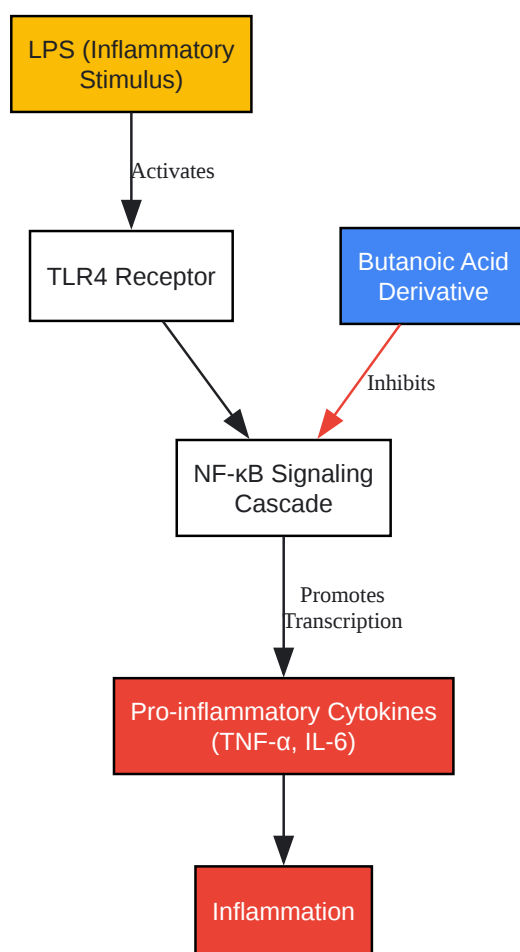 LPS (Inflammatory
Stimulus)
Activates
TLR4 Receptor
Butanoic Acid
Derivative
Inhibits
NF-κB Signaling
Cascade
Promotes
Transcription
Pro-inflammatory Cytokines
(TNF-α, IL-6)
Inflammation